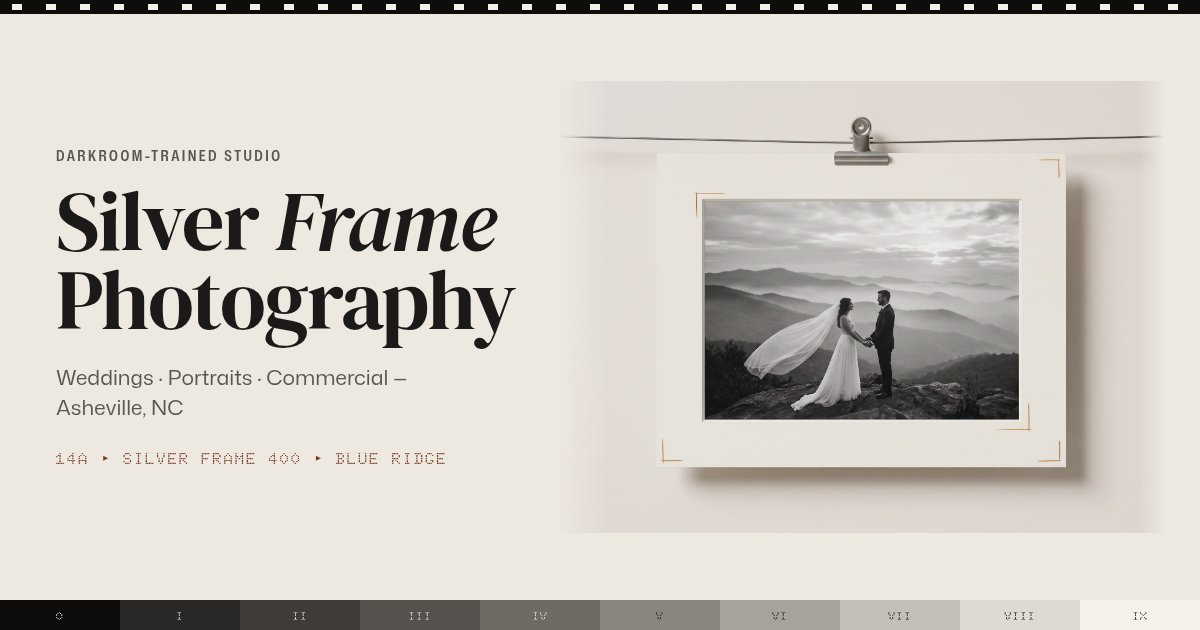 DARKROOM-TRAINED STUDIO
Silver Frame
Photography
Weddings · Portraits · Commercial —
Asheville, NC
14A ▸ SILVER FRAME 400 ▸ BLUE RIDGE
0 I II III IV V VI VII VIII IX